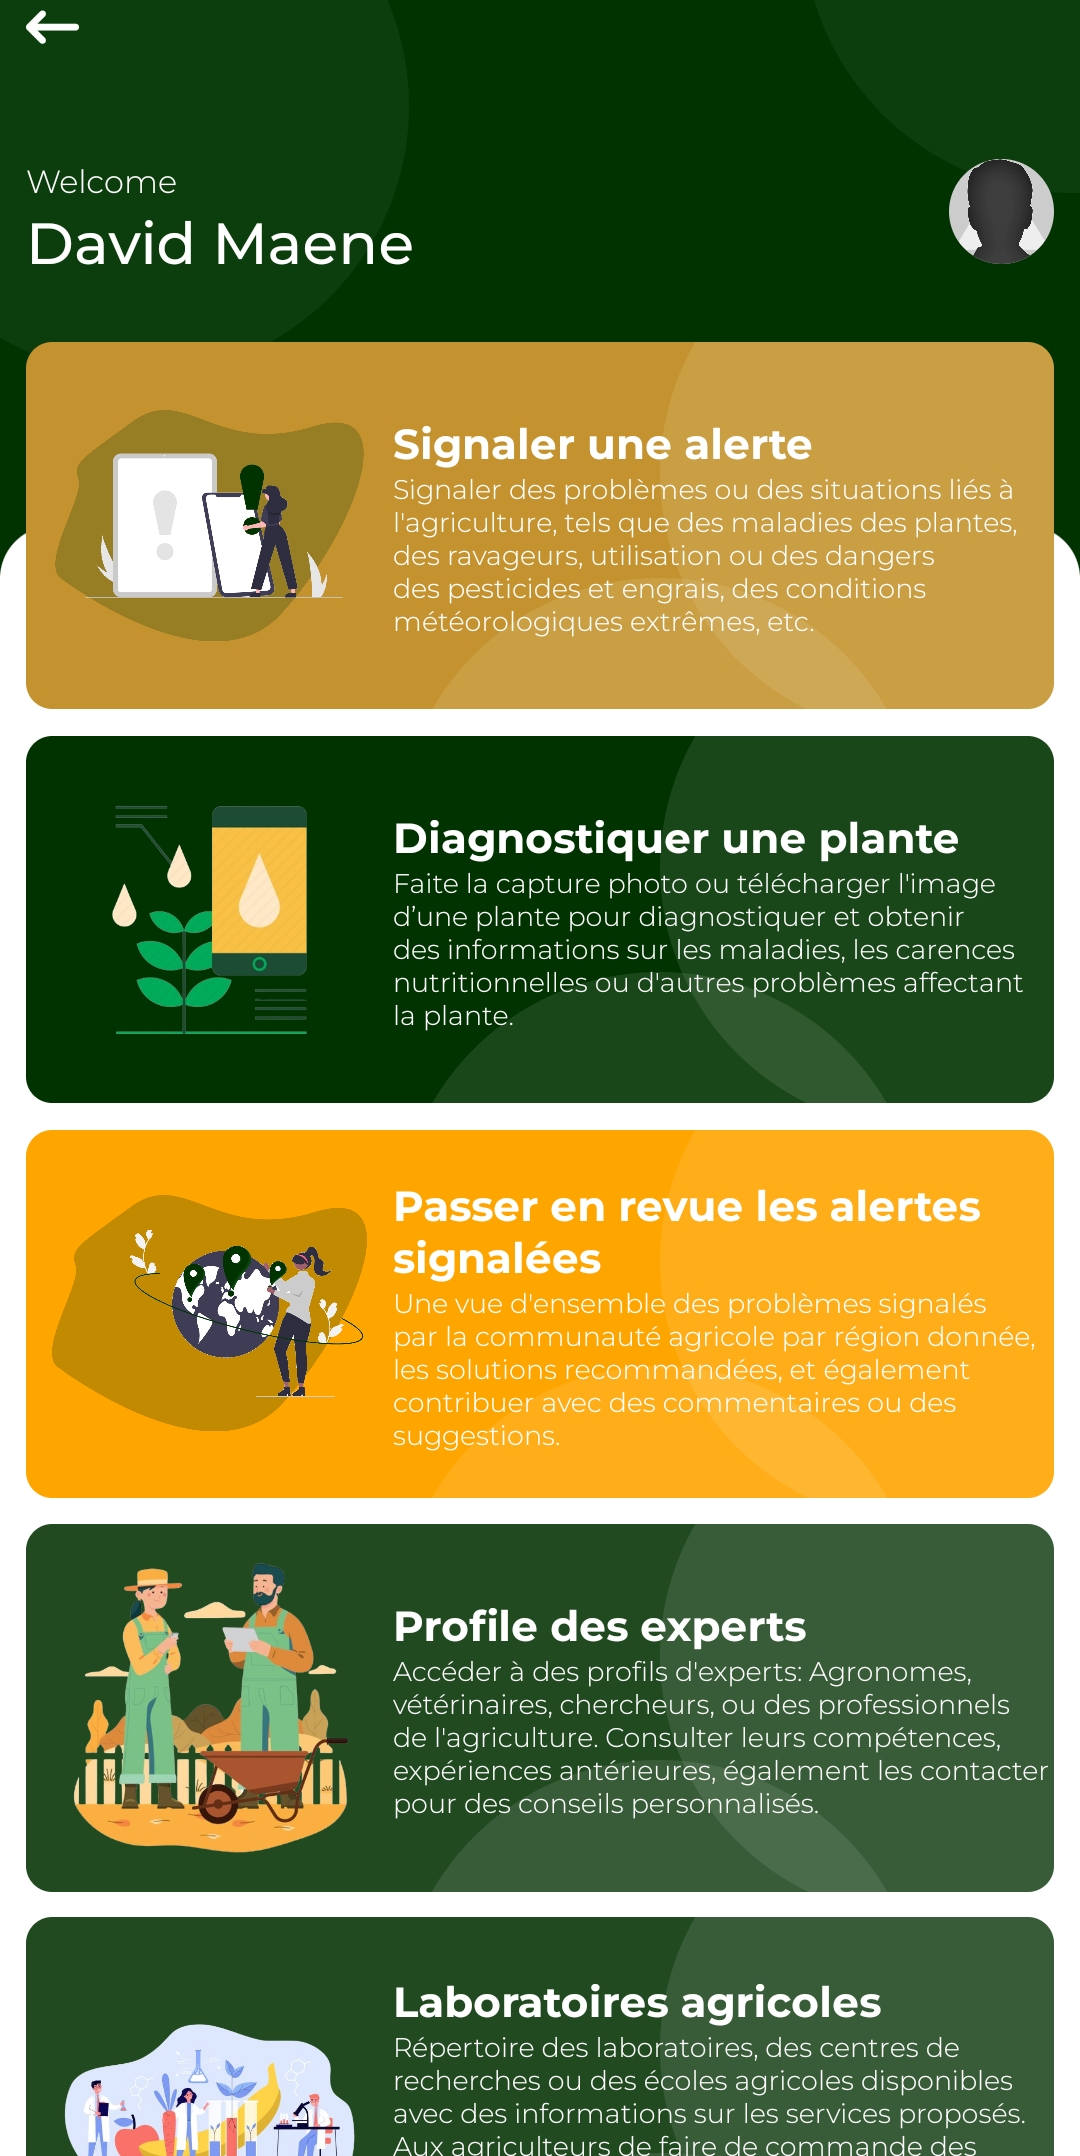 Welcome
David Maene
Signaler une alerte
Signaler des problèmes ou des situations liés à
l'agriculture, tels que des maladies des plantes,
des ravageurs, utilisation ou des dangers
des pesticides et engrais, des conditions
météorologiques extrêmes, etc.
Diagnostiquer une plante
Faite la capture photo ou télécharger l'image
d’une plante pour diagnostiquer et obtenir
des informations sur les maladies, les carences
nutritionnelles ou d'autres problèmes affectant
la plante.
Passer en revue les alertes
signalées
Une vue d'ensemble des problèmes signalés
par la communauté agricole par région donnée,
les solutions recommandées, et également
contribuer avec des commentaires ou des
suggestions.
Profile des experts
Accéder à des profils d'experts: Agronomes,
vétérinaires, chercheurs, ou des professionnels
de l'agriculture. Consulter leurs compétences,
expériences antérieures, également les contacter
pour des conseils personnalisés.
Laboratoires agricoles
Répertoire des laboratoires, des centres de
recherches ou des écoles agricoles disponibles
avec des informations sur les services proposés.
Aux agriculteurs de faire de commande des